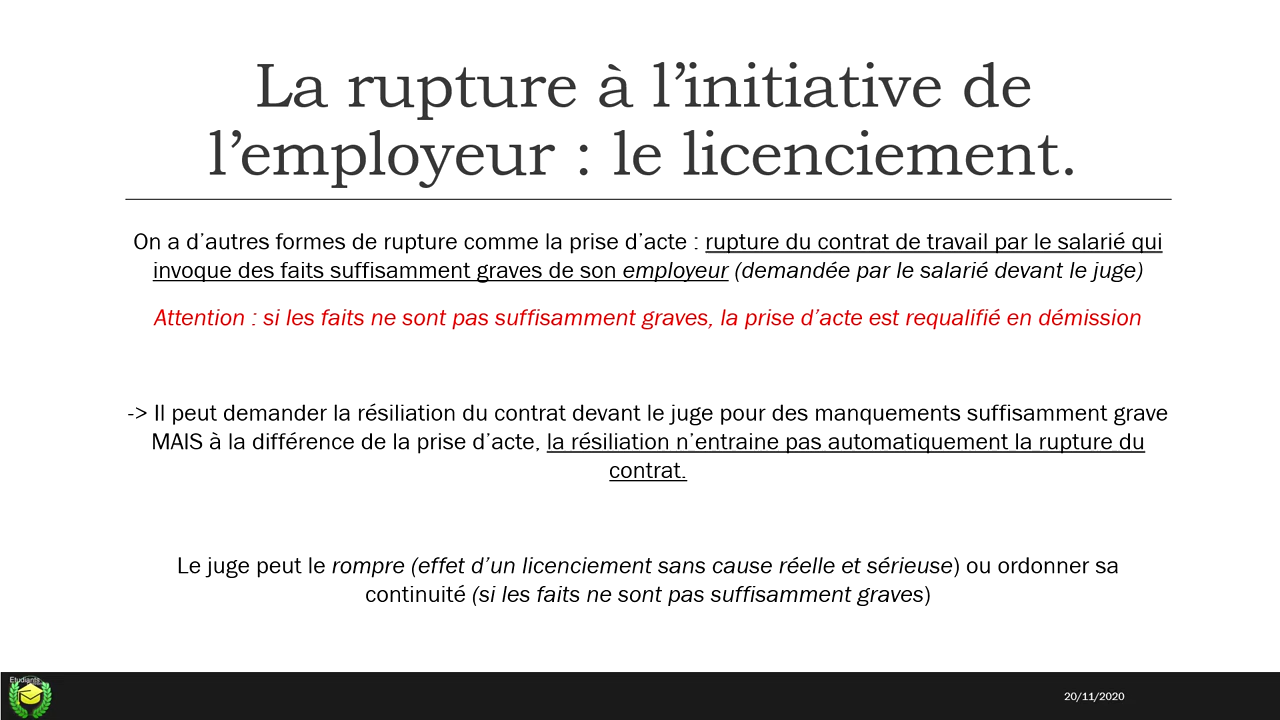 La rupture à l’initiative de
l’employeur : le licenciement.
On a d’autres formes de rupture comme la prise d’acte : rupture du contrat de travail par le salarié qui
invoque des faits suffisamment graves de son employeur (demandée par le salarié devant le juge)
Attention : si les faits ne sont pas suffisamment graves, la prise d’acte est requalifié en démission
-> Il peut demander la résiliation du contrat devant le juge pour des manquements suffisamment grave
MAIS à la différence de la prise d’acte, la résiliation n’entraine pas automatiquement la rupture du
contrat.
Le juge peut le rompre (effet d’un licenciement sans cause réelle et sérieuse) ou ordonner sa
continuité (si les faits ne sont pas suffisamment graves)
Etudiants
20/11/2020